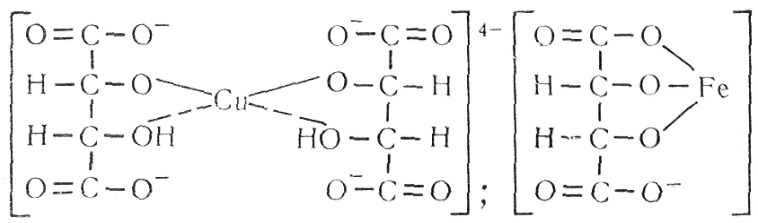 O=C–O⁻ O⁻–C=O 4− O=C–O
H–C–O O–C–H H–C–O–Fe
Cu
H–C–OH HO–C–H H–C–O
O=C–O⁻ O⁻–C=O ; O=C–O⁻